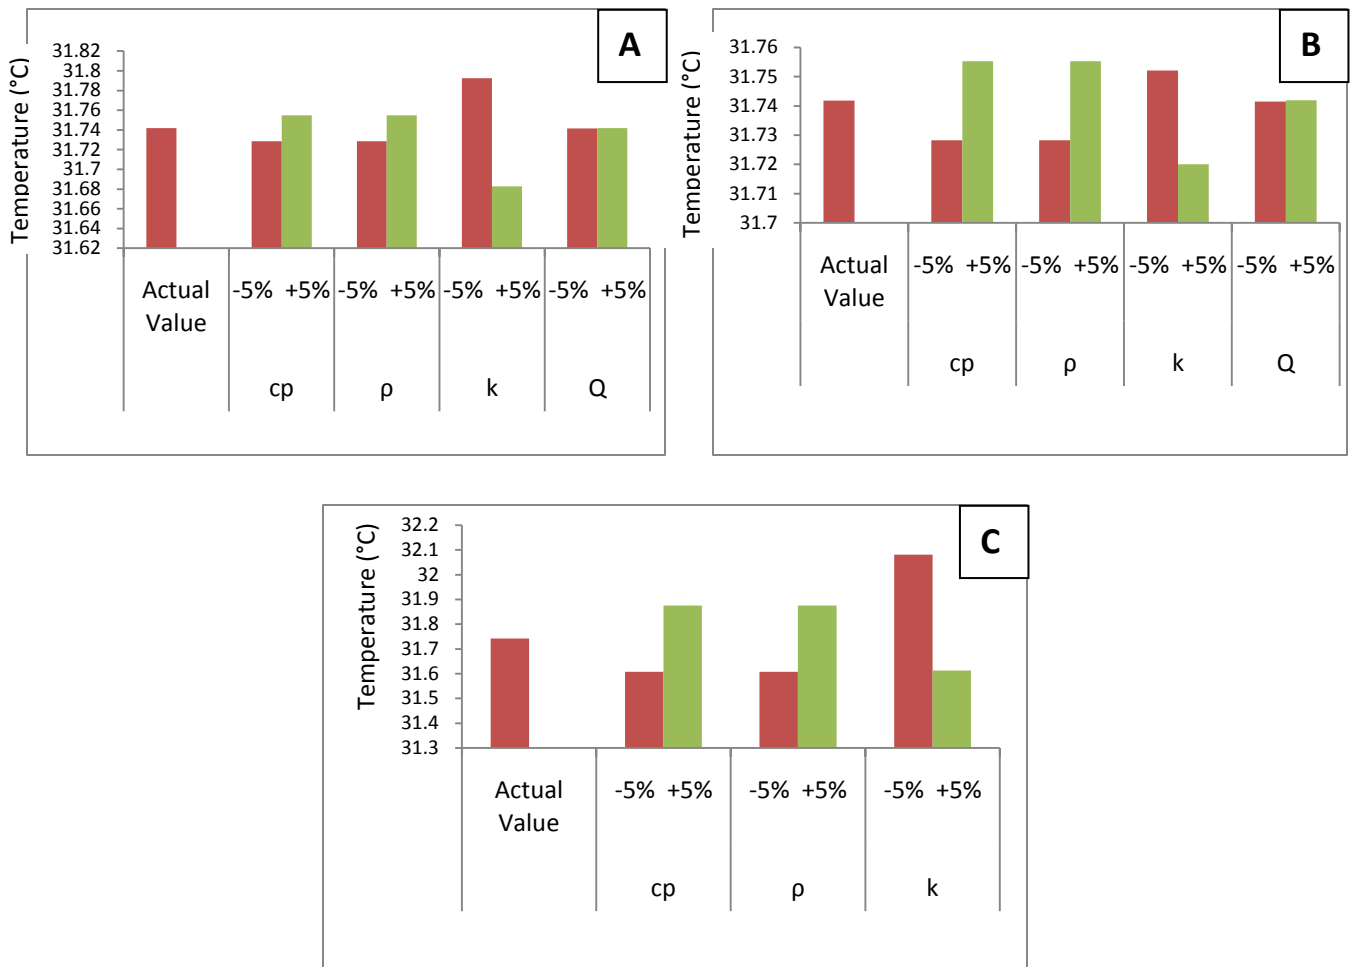 A
Temperature (°C)
31.82
31.8
31.78
31.76
31.74
31.72
31.7
31.68
31.66
31.64
31.62
Actual
Value
-5% +5% -5% +5% -5% +5% -5% +5%
cp ρ k Q
B
Temperature (°C)
31.76
31.75
31.74
31.73
31.72
31.71
31.7
Actual
Value
-5% +5% -5% +5% -5% +5% -5% +5%
cp ρ k Q
C
Temperature (°C)
32.2
32.1
32
31.9
31.8
31.7
31.6
31.5
31.4
31.3
Actual
Value
-5% +5% -5% +5% -5% +5%
cp ρ k